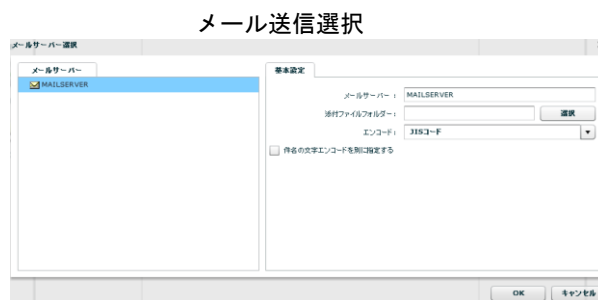 メール送信選択
メールサーバー選択
メールサーバー
MAILSERVER
基本設定
メールサーバー： MAILSERVER
添付ファイルフォルダー： 選択
エンコード： JISコード
件名の文字エンコードを別に指定する
OK キャンセル